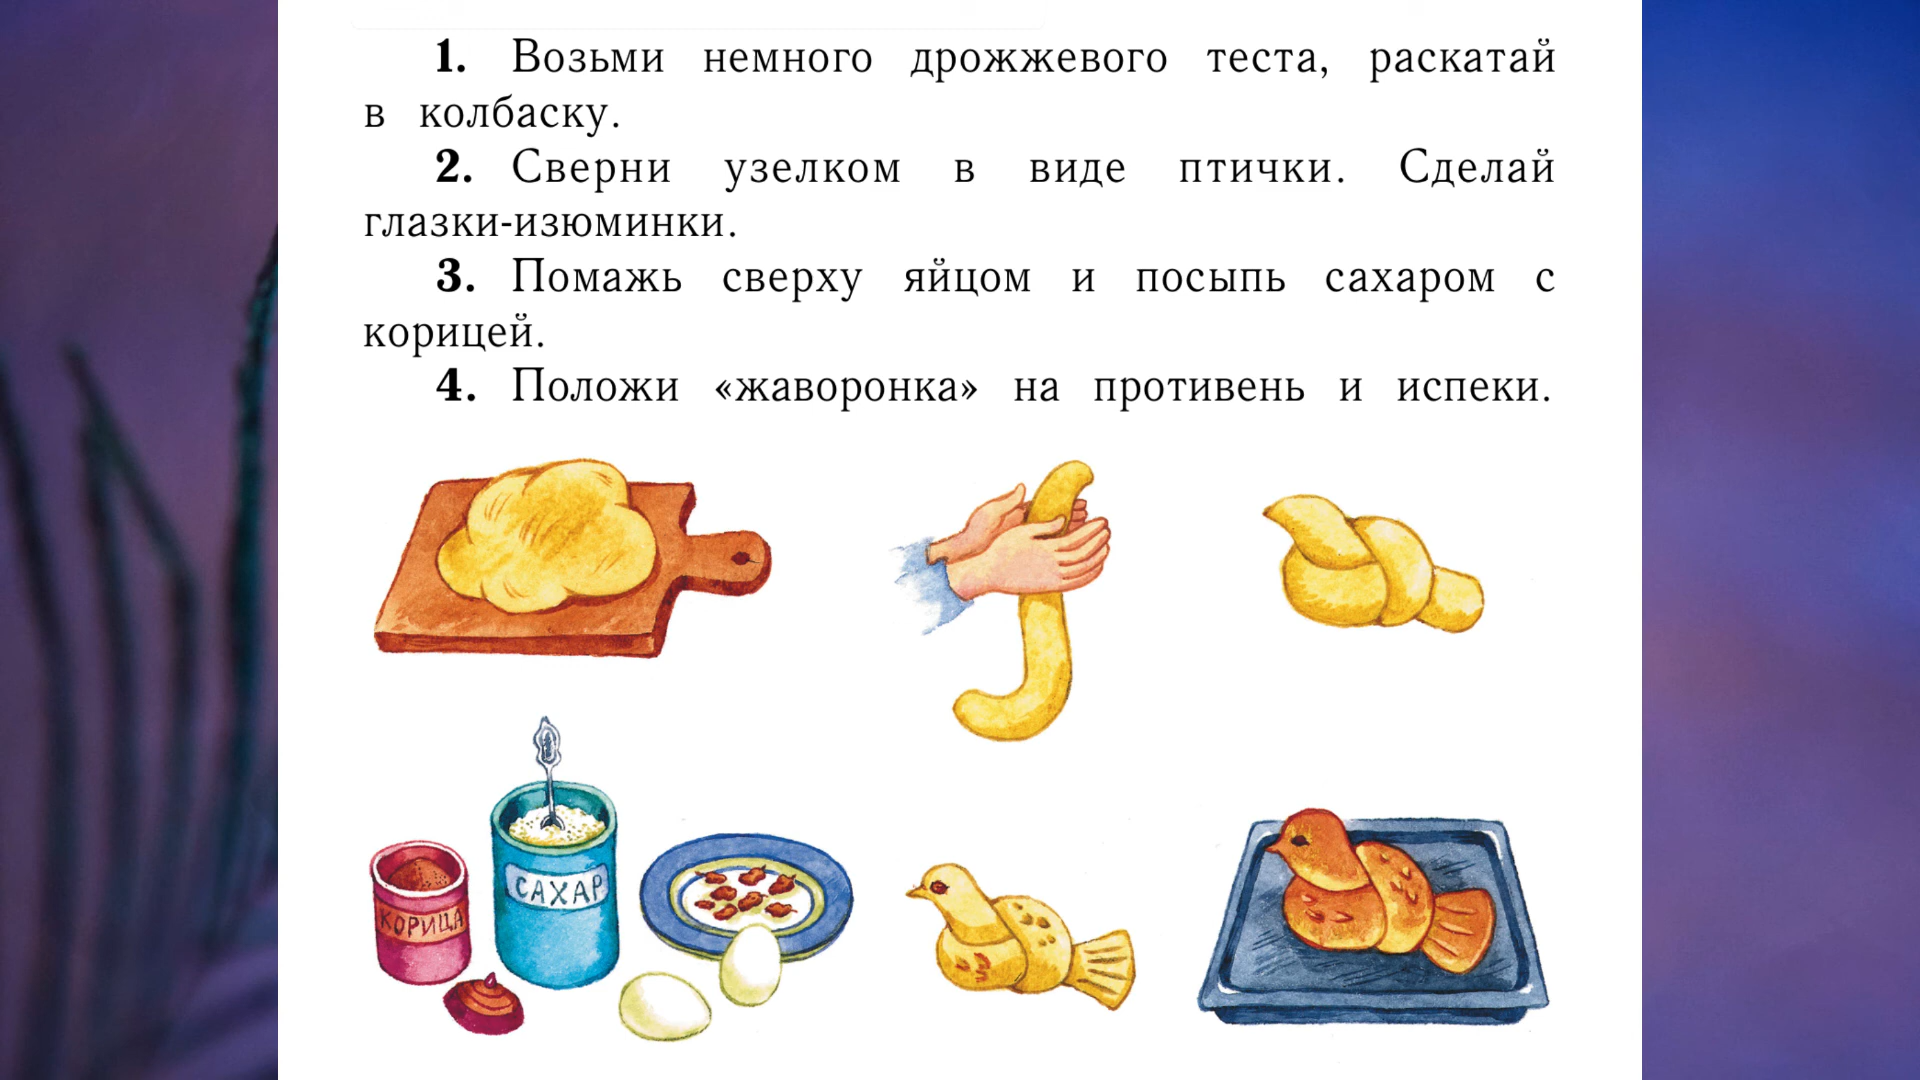 1. Возьми немного дрожжевого теста, раскатай
в колбаску.
2. Сверни узелком в виде птички. Сделай
глазки-изюминки.
3. Помажь сверху яйцом и посыпь сахаром с
корицей.
4. Положи «жаворонка» на противень и испеки.
САХАР
КОРИЦА